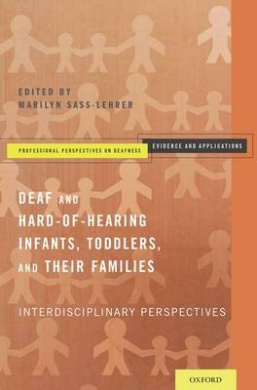 EDITED BY
MARILYN SASS-LEHRER
PROFESSIONAL PERSPECTIVES ON DEAFNESS
EVIDENCE AND APPLICATIONS
DEAF AND
HARD-OF-HEARING
INFANTS, TODDLERS,
AND THEIR FAMILIES
INTERDISCIPLINARY PERSPECTIVES
OXFORD